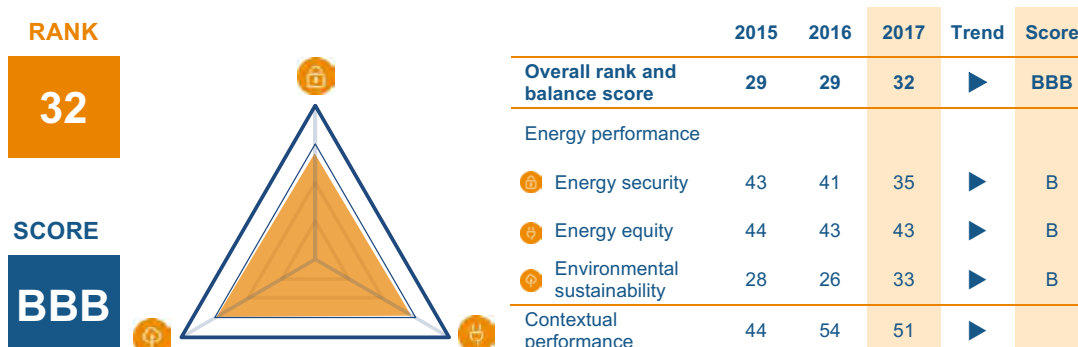 RANK
32
SCORE
BBB
2015 2016 2017 Trend Score
Overall rank and
balance score 29 29 32 BBB
Energy performance
Energy security 43 41 35 B
Energy equity 44 43 43 B
Environmental
sustainability 28 26 33 B
Contextual
performance 44 54 51